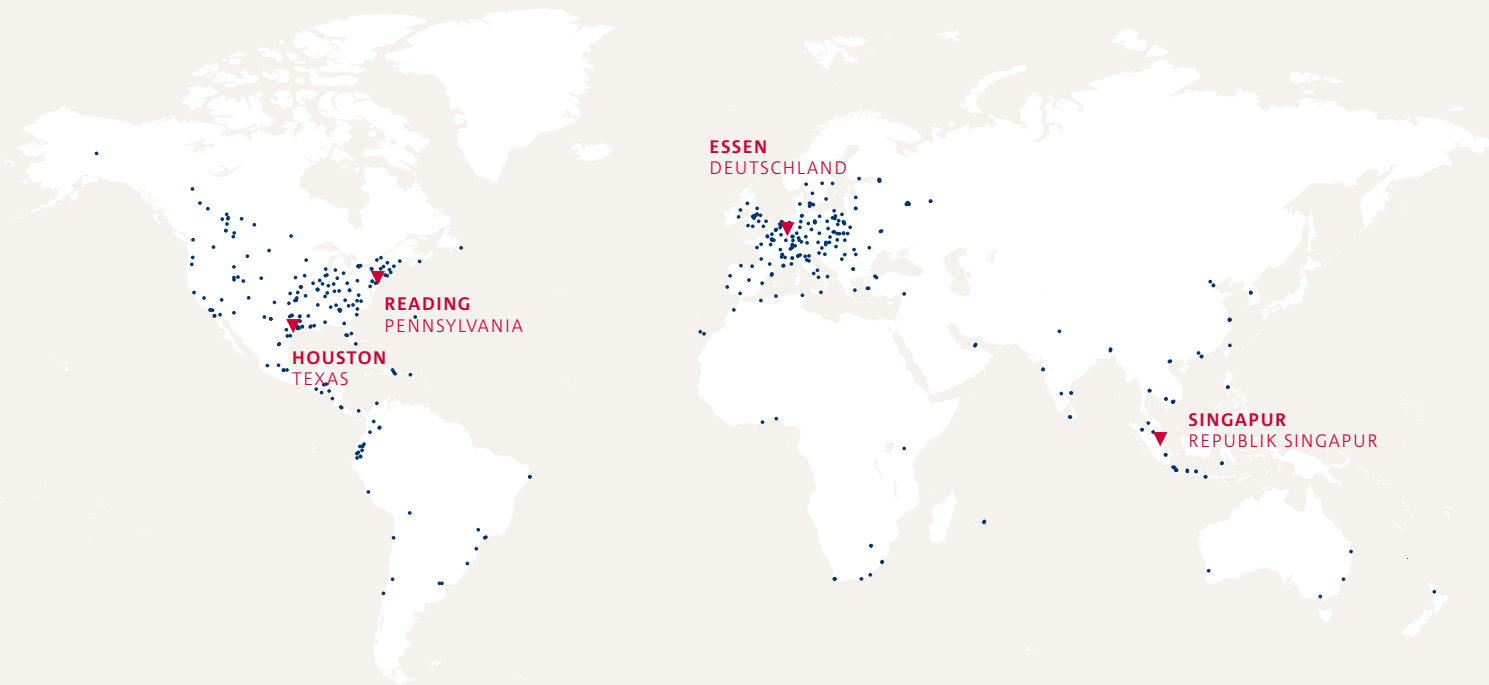 ESSEN
DEUTSCHLAND
READING
PENNSYLVANIA
HOUSTON
TEXAS
SINGAPUR
REPUBLIK SINGAPUR